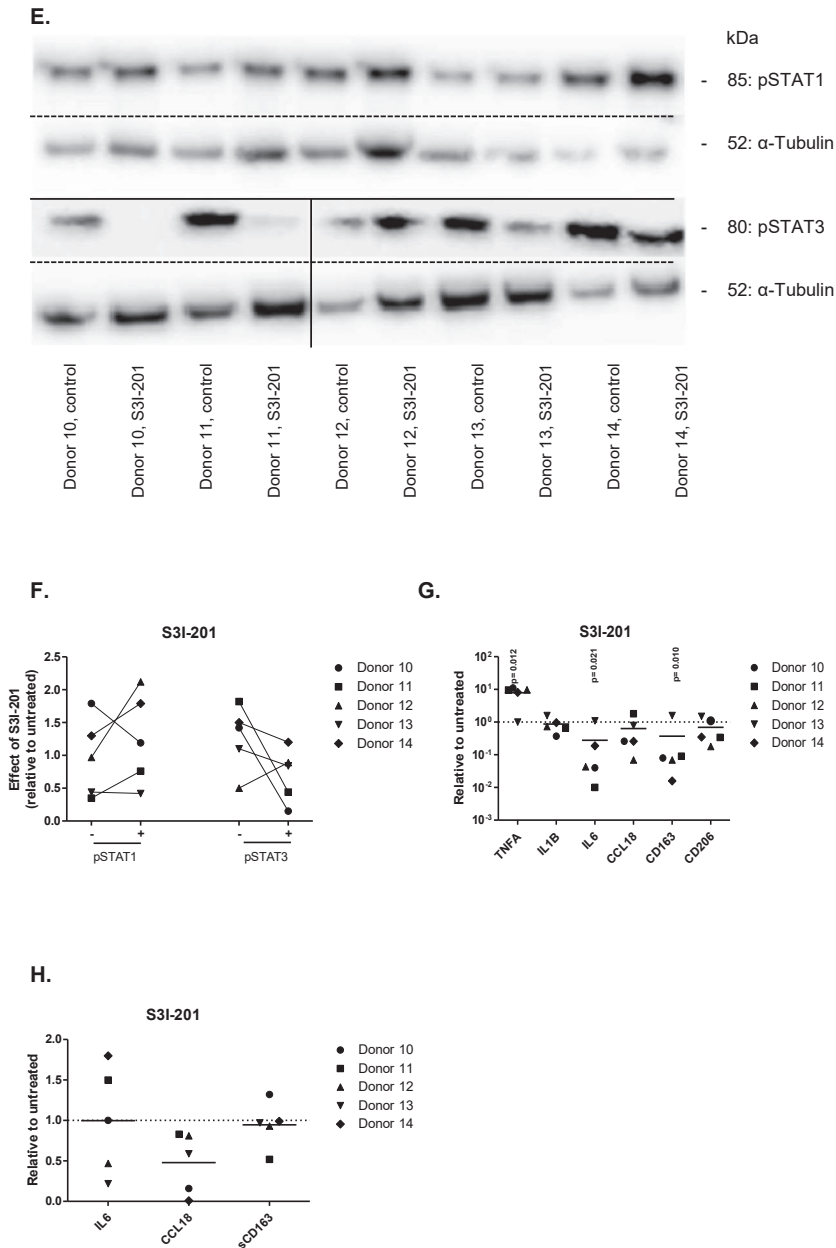 E.
kDa
- 85: pSTAT1
- 52: α-Tubulin
- 80: pSTAT3
- 52: α-Tubulin
Donor 10, control
Donor 10, S3I-201
Donor 11, control
Donor 11, S3I-201
Donor 12, control
Donor 12, S3I-201
Donor 13, control
Donor 13, S3I-201
Donor 14, control
Donor 14, S3I-201
F.
S3I-201
Effect of S3I-201
(relative to untreated)
2.5
2.0
1.5
1.0
0.5
0.0
- + - +
pSTAT1 pSTAT3
Donor 10
Donor 11
Donor 12
Donor 13
Donor 14
G.
S3I-201
Relative to untreated
10²
10¹
10⁰
10⁻¹
10⁻²
10⁻³
p= 0.012
p= 0.021
p= 0.010
TNFA
IL1B
IL6
CCL18
CD163
CD206
Donor 10
Donor 11
Donor 12
Donor 13
Donor 14
H.
S3I-201
Relative to untreated
2.0
1.5
1.0
0.5
0.0
IL6
CCL18
sCD163
Donor 10
Donor 11
Donor 12
Donor 13
Donor 14